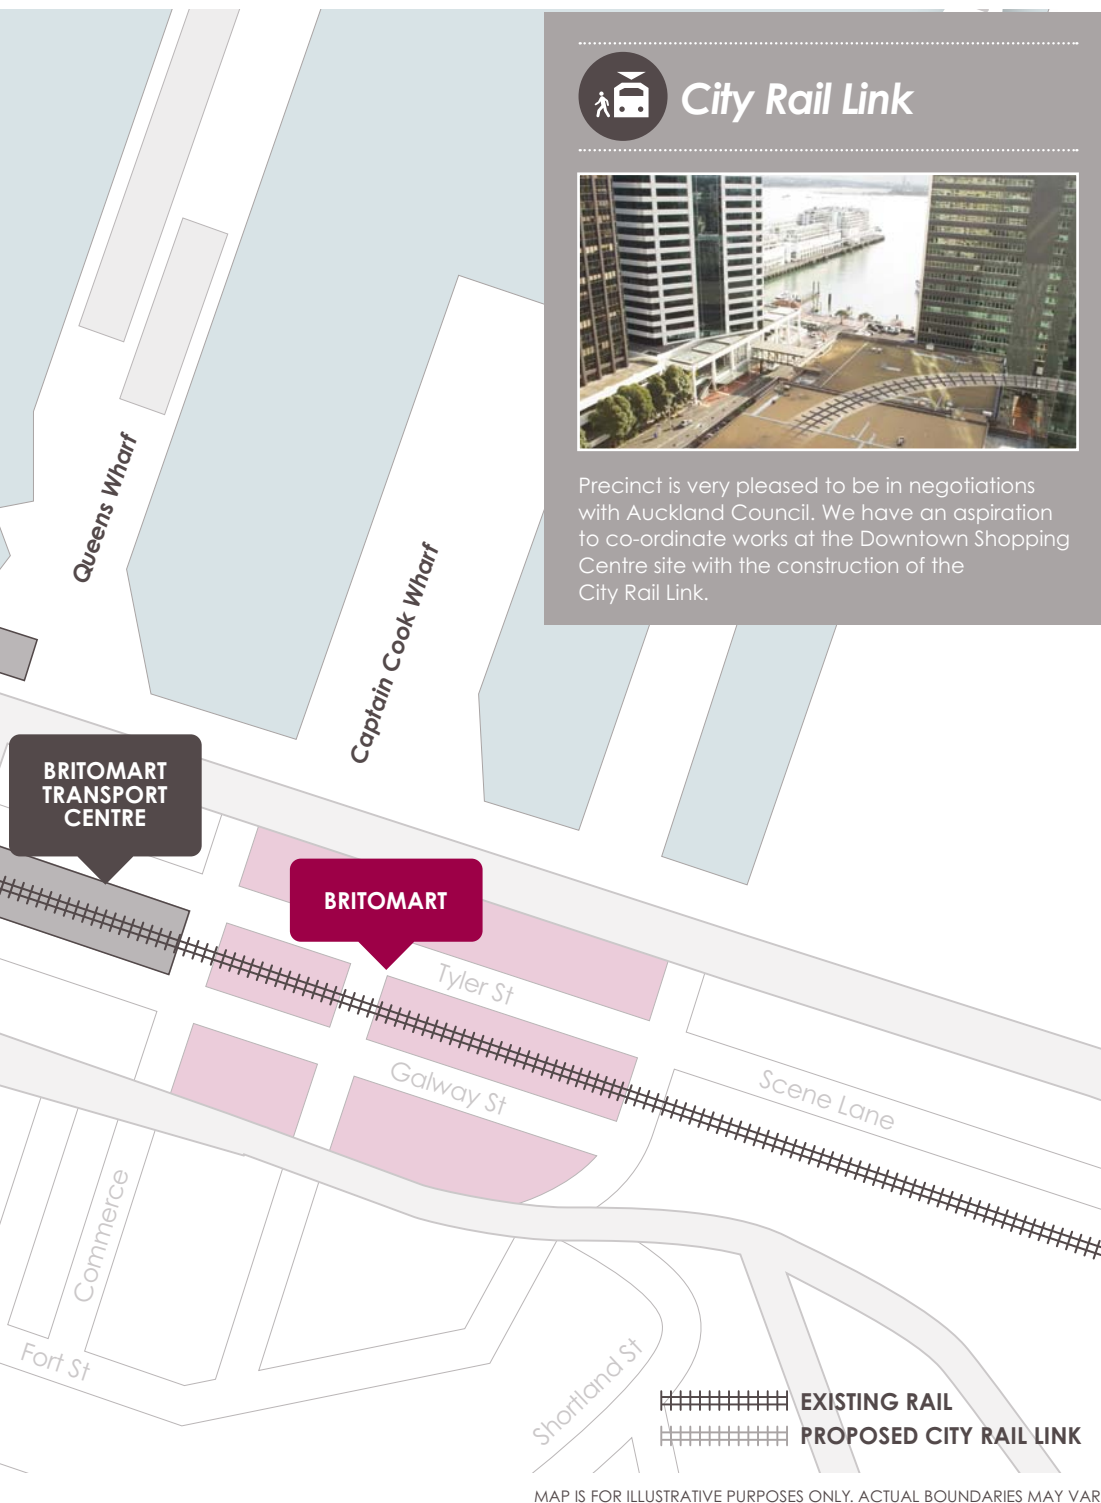 City Rail Link
Precinct is very pleased to be in negotiations
with Auckland Council. We have an aspiration
to co-ordinate works at the Downtown Shopping
Centre site with the construction of the
City Rail Link.
Queens Wharf
Captain Cook Wharf
BRITOMART
TRANSPORT
CENTRE
BRITOMART
Tyler St
Galway St
Scene Lane
Commerce
Fort St
Shortland St
EXISTING RAIL
PROPOSED CITY RAIL LINK
MAP IS FOR ILLUSTRATIVE PURPOSES ONLY. ACTUAL BOUNDARIES MAY VAR